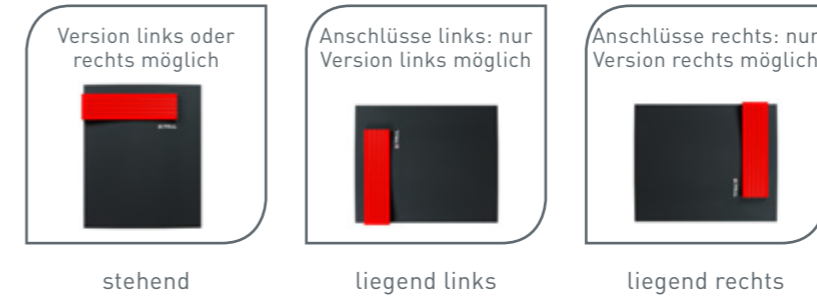 Version links oder
rechts möglich
Anschlüsse links: nur
Version links möglich
Anschlüsse rechts: nur
Version rechts möglich
stehend
liegend links
liegend rechts